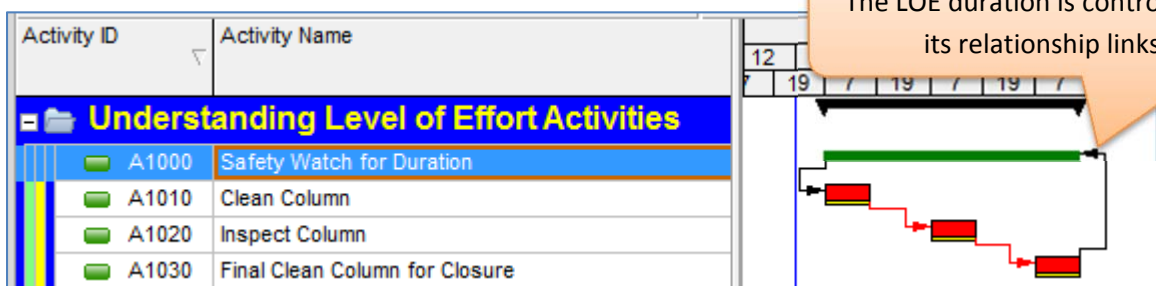 The LOE duration is contro
its relationship links
Activity ID Activity Name
12
19 7 19 7 19 7
Understanding Level of Effort Activities
A1000 Safety Watch for Duration
A1010 Clean Column
A1020 Inspect Column
A1030 Final Clean Column for Closure